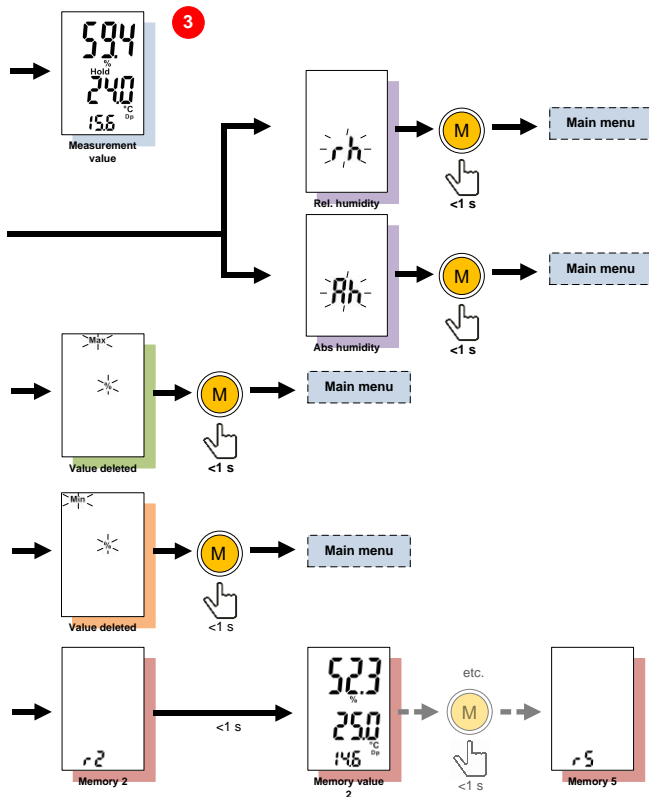 3
59.4
%
Hold
24.0
°C
Dp
15.6
Measurement
value
rh
Rel. humidity
M
<1 s
Main menu
Ah
Abs humidity
M
<1 s
Main menu
Max
%
Value deleted
M
<1 s
Main menu
Min
%
Value deleted
M
<1 s
Main menu
r2
Memory 2
<1 s
52.3
%
25.0
°C
Dp
14.6
Memory value
2
etc.
M
<1 s
r5
Memory 5